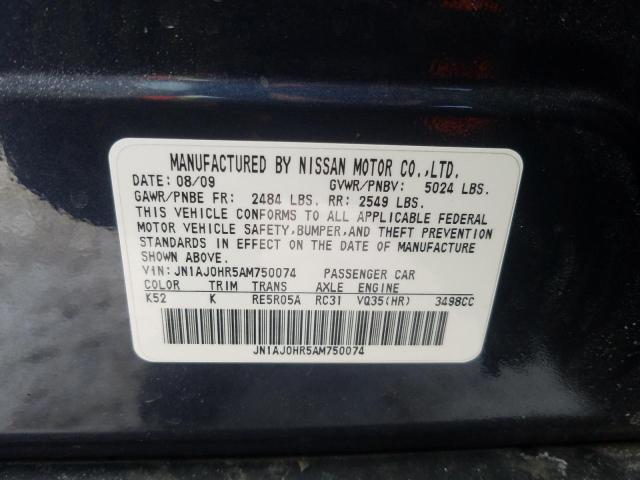 MANUFACTURED BY NISSAN MOTOR CO.,LTD.
DATE: 08/09 GVWR/PNBV: 5024 LBS.
GAWR/PNBE FR: 2484 LBS. RR: 2549 LBS.
THIS VEHICLE CONFORMS TO ALL APPLICABLE FEDERAL
MOTOR VEHICLE SAFETY, BUMPER, AND THEFT PREVENTION
STANDARDS IN EFFECT ON THE DATE OF MANUFACTURE
SHOWN ABOVE.
VIN: JN1AJ0HR5AM750074 PASSENGER CAR
COLOR TRIM TRANS AXLE ENGINE
K52 K RE5R05A RC31 VQ35(HR) 3498CC
JN1AJ0HR5AM750074